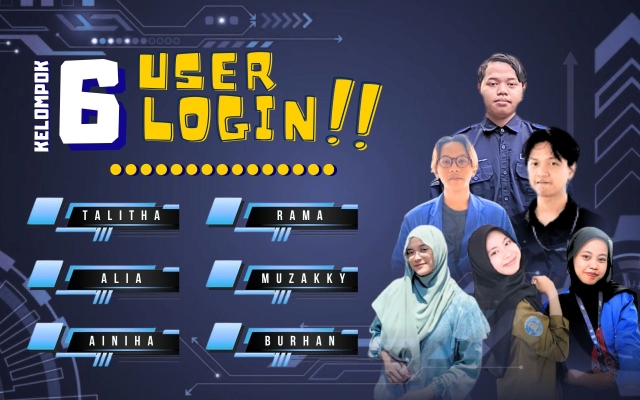 KELOMPOK
6
USER
LOGIN!!
TALITHA
RAMA
ALIA
MUZAKKY
AINIHA
BURHAN